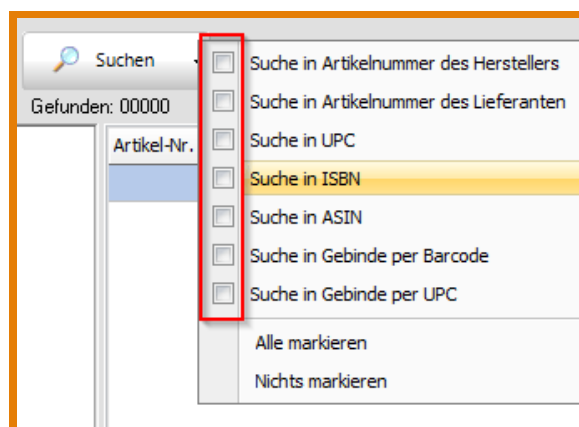 Suchen
Suche in Artikelnummer des Herstellers
Gefunden: 00000
Suche in Artikelnummer des Lieferanten
Artikel-Nr.
Suche in UPC
Suche in ISBN
Suche in ASIN
Suche in Gebinde per Barcode
Suche in Gebinde per UPC
Alle markieren
Nichts markieren